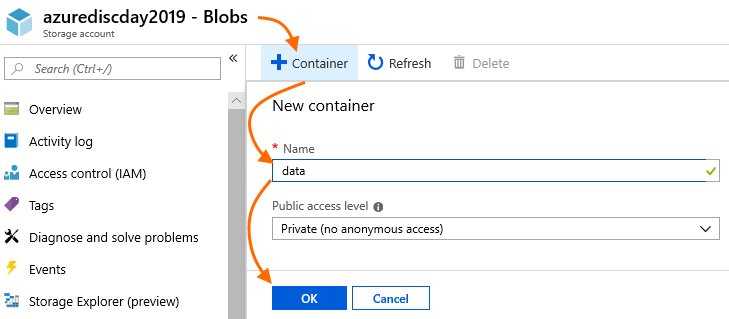 azurediscday2019 - Blobs
Storage account
«
Search (Ctrl+/)
Overview
Activity log
Access control (IAM)
Tags
Diagnose and solve problems
Events
Storage Explorer (preview)
Container
Refresh
Delete
New container
* Name
data
Public access level
Private (no anonymous access)
OK
Cancel